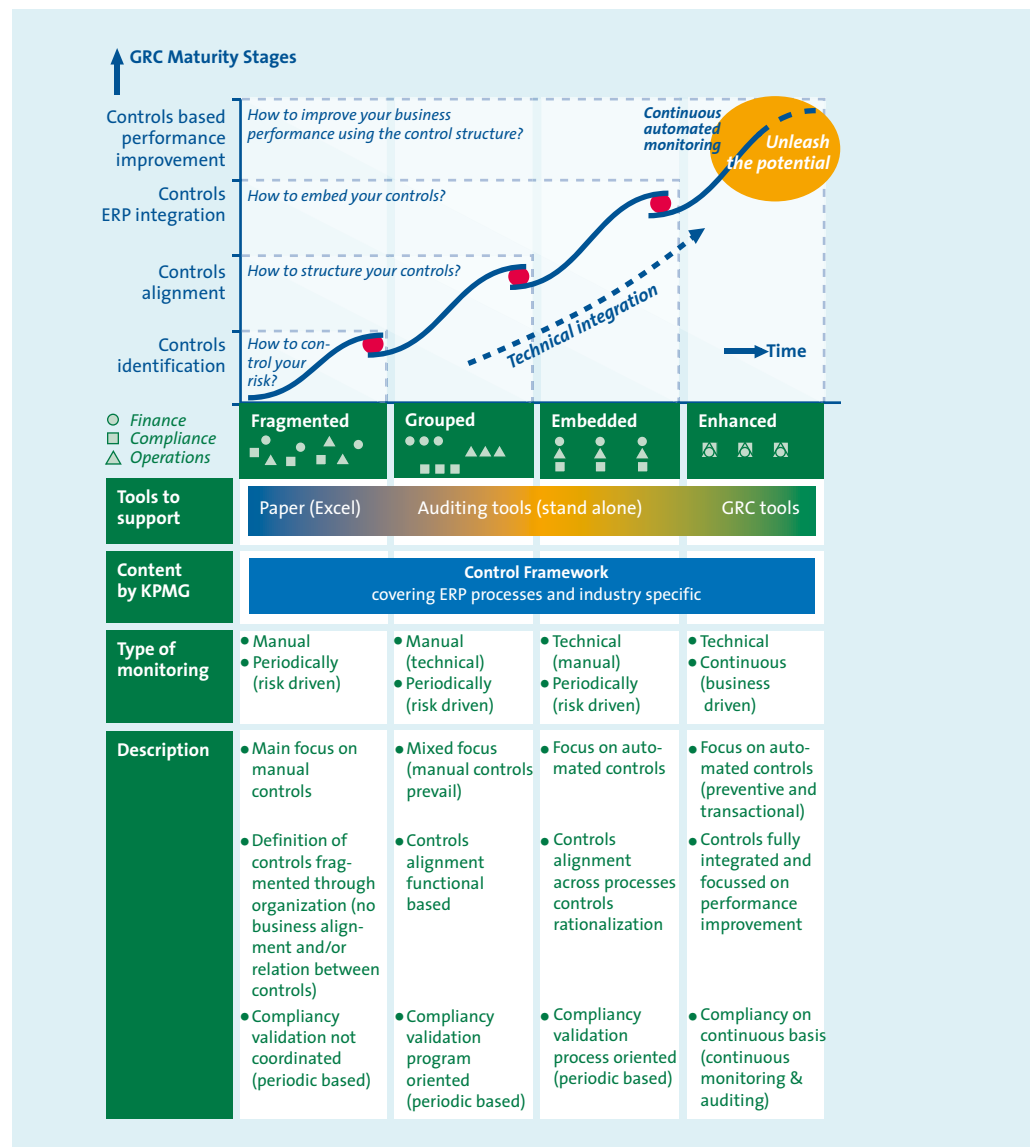 GRC Maturity Stages
Controls based
performance
improvement
How to improve your business
performance using the control structure?
Continuous
automated
monitoring
Unleash
the potential
Controls
ERP integration
How to embed your controls?
Controls
alignment
How to structure your controls?
Technical integration
Time
Controls
identification
How to con-
trol your
risk?
Finance
Compliance
Operations
Fragmented
Grouped
Embedded
Enhanced
Tools to
support
Paper (Excel)
Auditing tools (stand alone)
GRC tools
Content
by KPMG
Control Framework
covering ERP processes and industry specific
Type of
monitoring
• Manual
• Periodically
(risk driven)
• Manual
(technical)
• Periodically
(risk driven)
• Technical
(manual)
• Periodically
(risk driven)
• Technical
• Continuous
(business
driven)
Description
• Main focus on
manual
controls
• Mixed focus
(manual controls
prevail)
• Focus on auto-
mated controls
• Focus on auto-
mated controls
(preventive and
transactional)
• Definition of
controls frag-
mented through
organization (no
business align-
ment and/or
relation between
controls)
• Controls
alignment
functional
based
• Controls
alignment
across processes
controls
rationalization
• Controls fully
integrated and
focussed on
performance
improvement
• Compliancy
validation not
coordinated
(periodic based)
• Compliancy
validation
program
oriented
(periodic based)
• Compliancy
validation
process oriented
(periodic based)
• Compliancy on
continuous basis
(continuous
monitoring &
auditing)